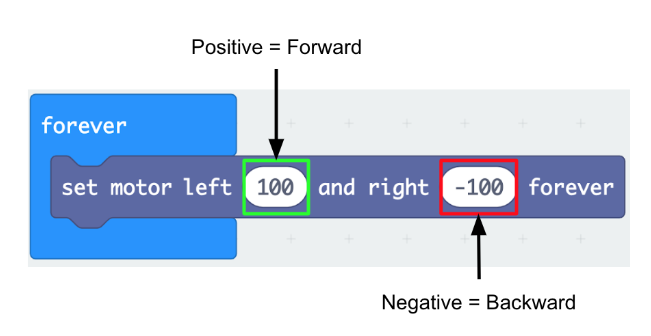 Positive = Forward
forever
set motor left 100 and right -100 forever
Negative = Backward